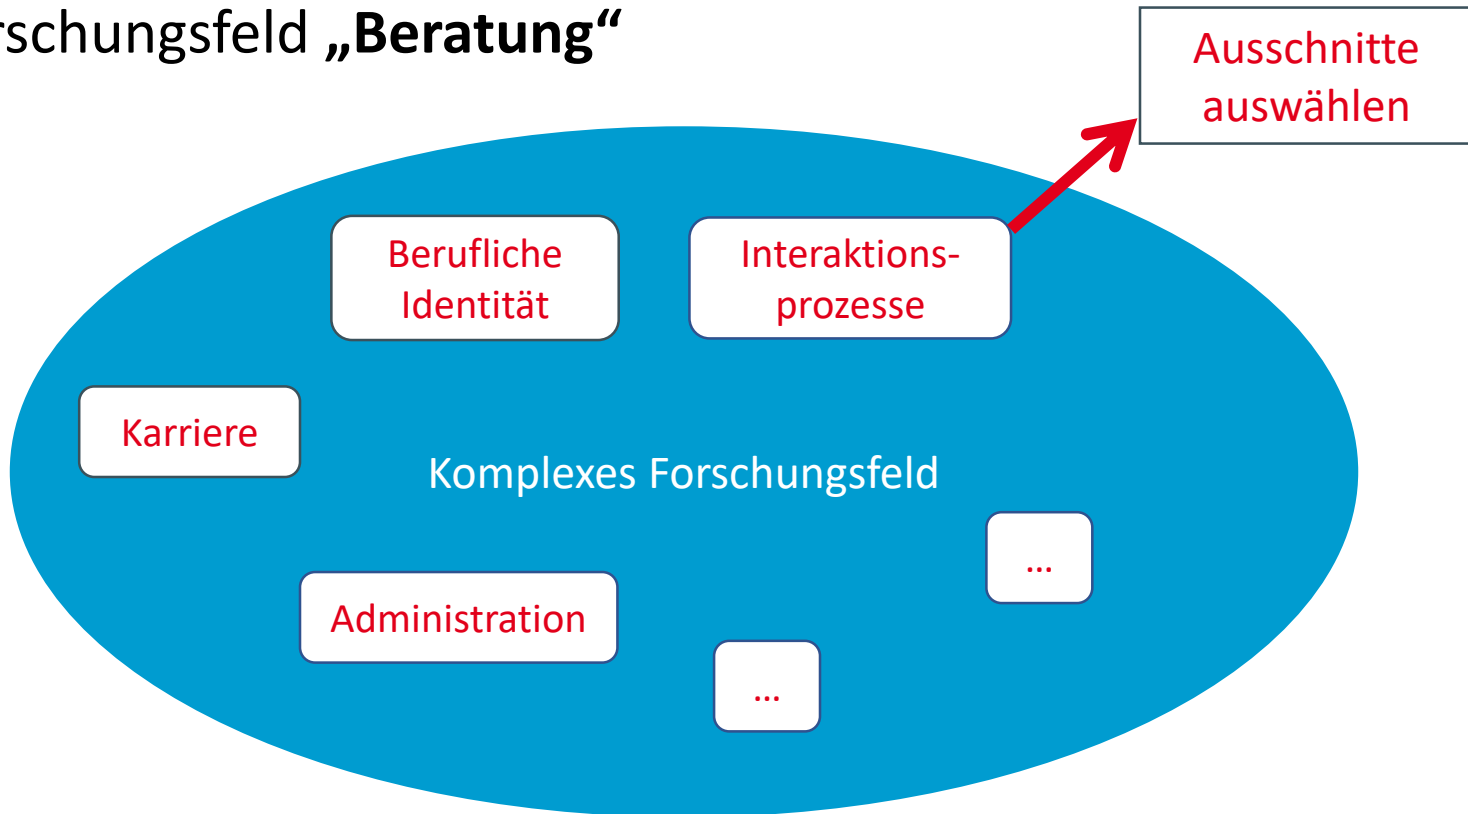 rschungsfeld „Beratung“
Ausschnitte
auswählen
Berufliche
Identität
Interaktions-
prozesse
Karriere
Komplexes Forschungsfeld
...
Administration
...